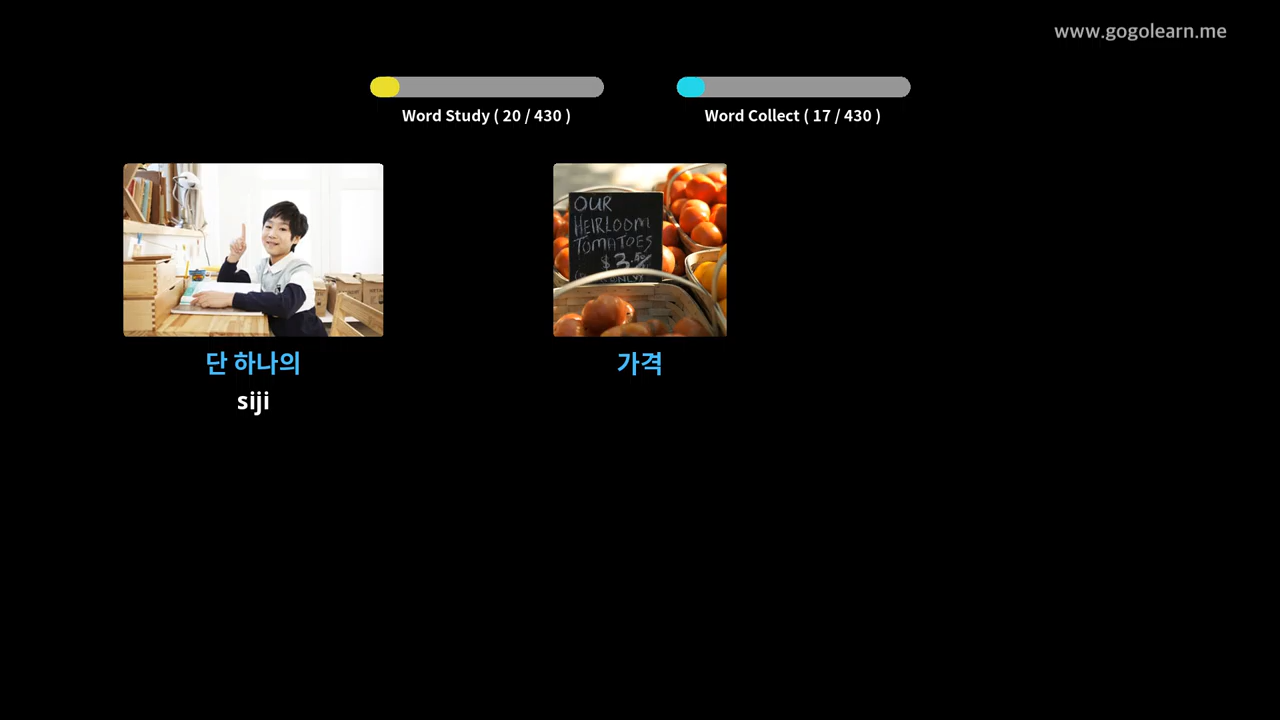 www.gogolearn.me
Word Study ( 20 / 430 )
Word Collect ( 17 / 430 )
OUR
HEIRLOOM
TOMATOES
단 하나의
siji
가격